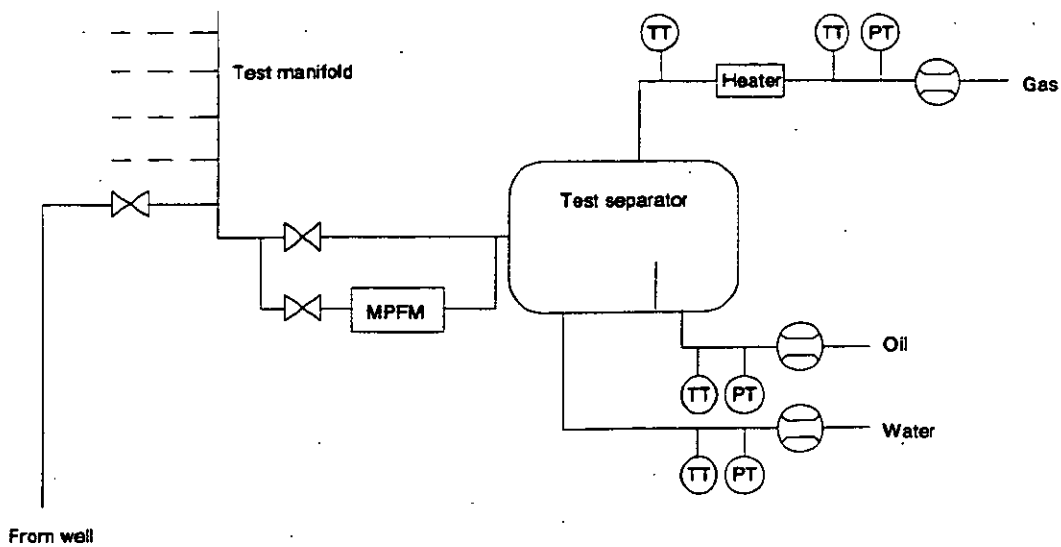 TT
TT
PT
Test manifold
Heater
Gas
Test separator
MPFM
Oil
TT
PT
Water
TT
PT
From well